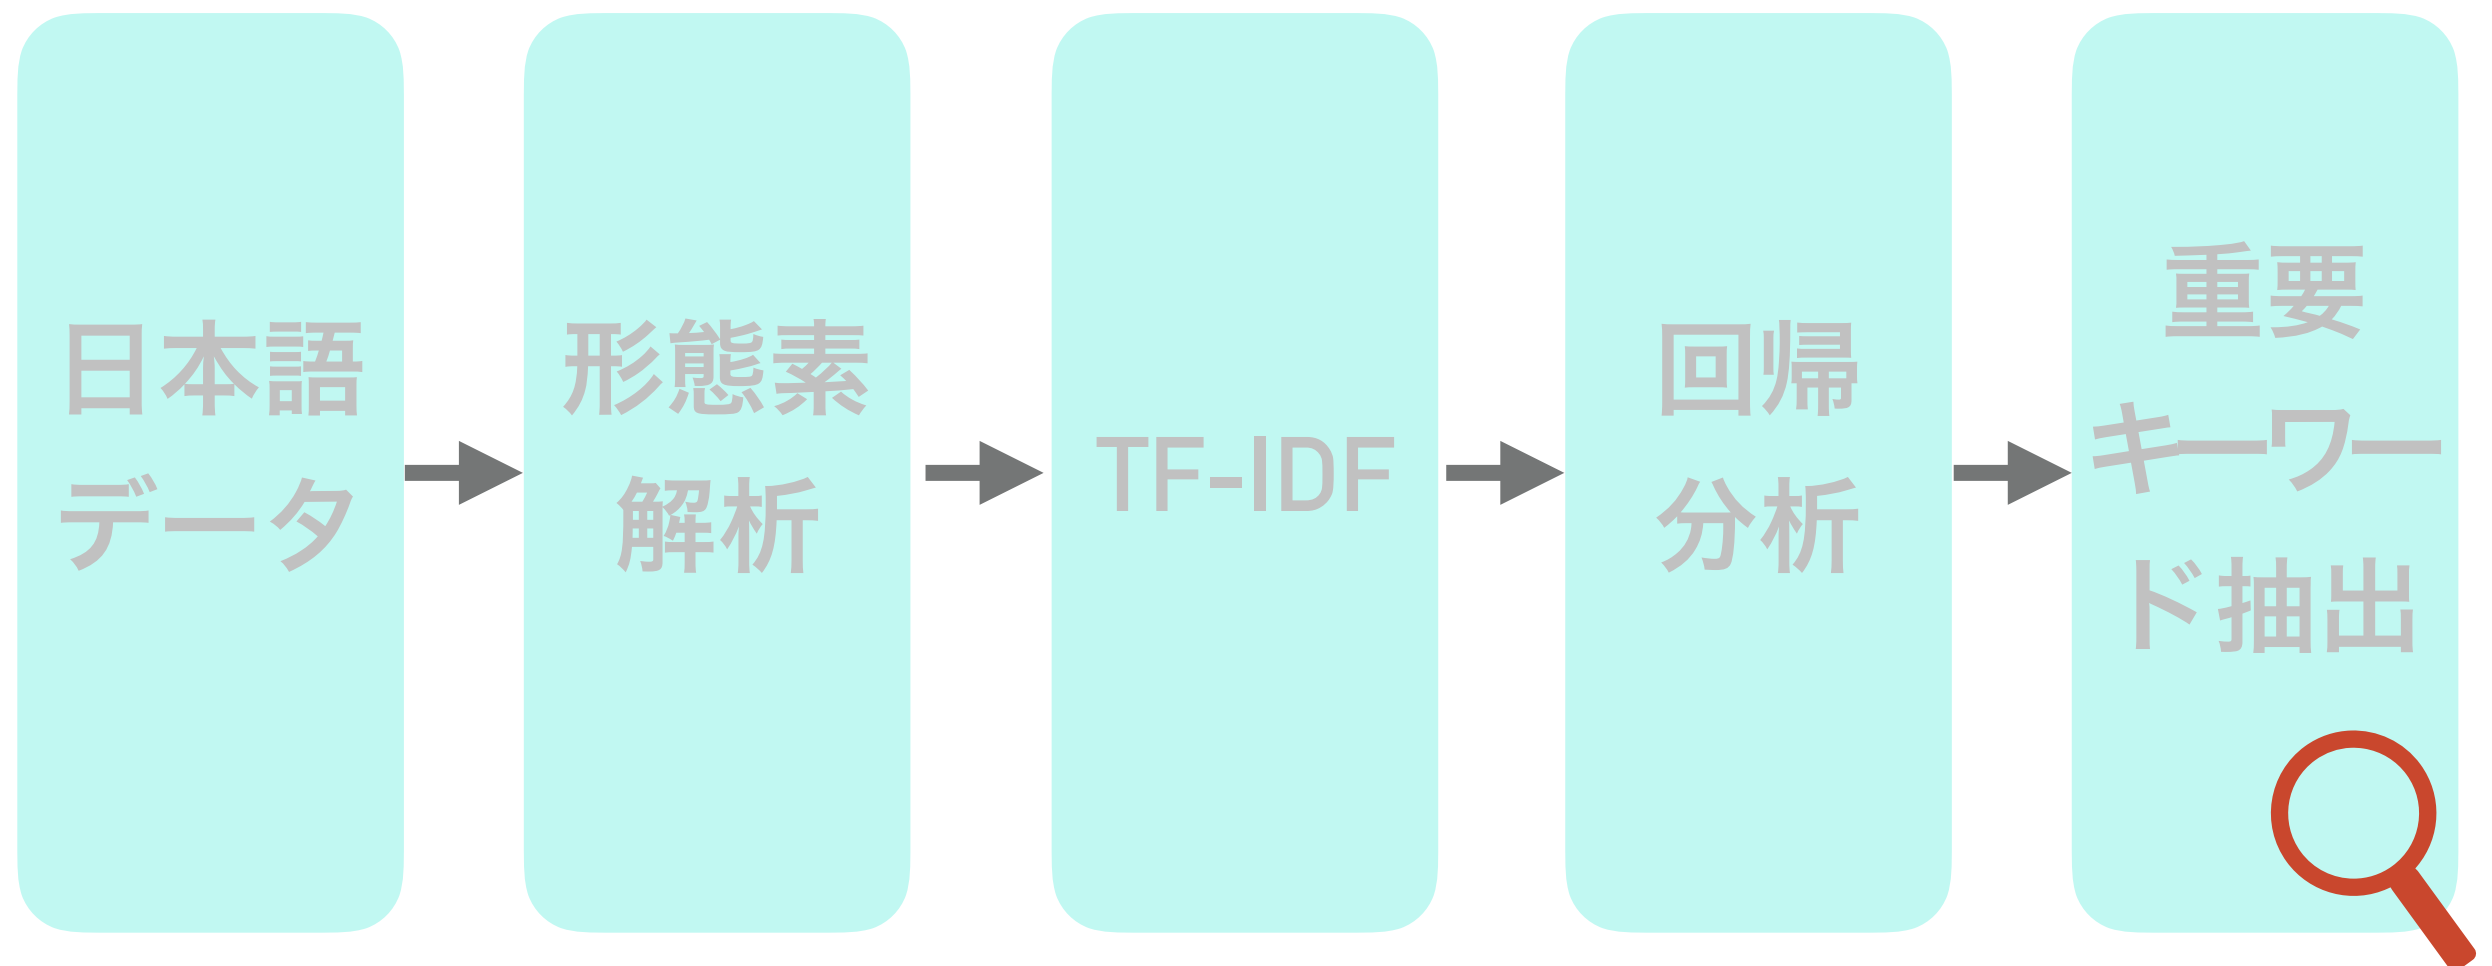 日本語
データ
形態素
解析
TF-IDF
回帰
分析
重要
キーワー
ド抽出